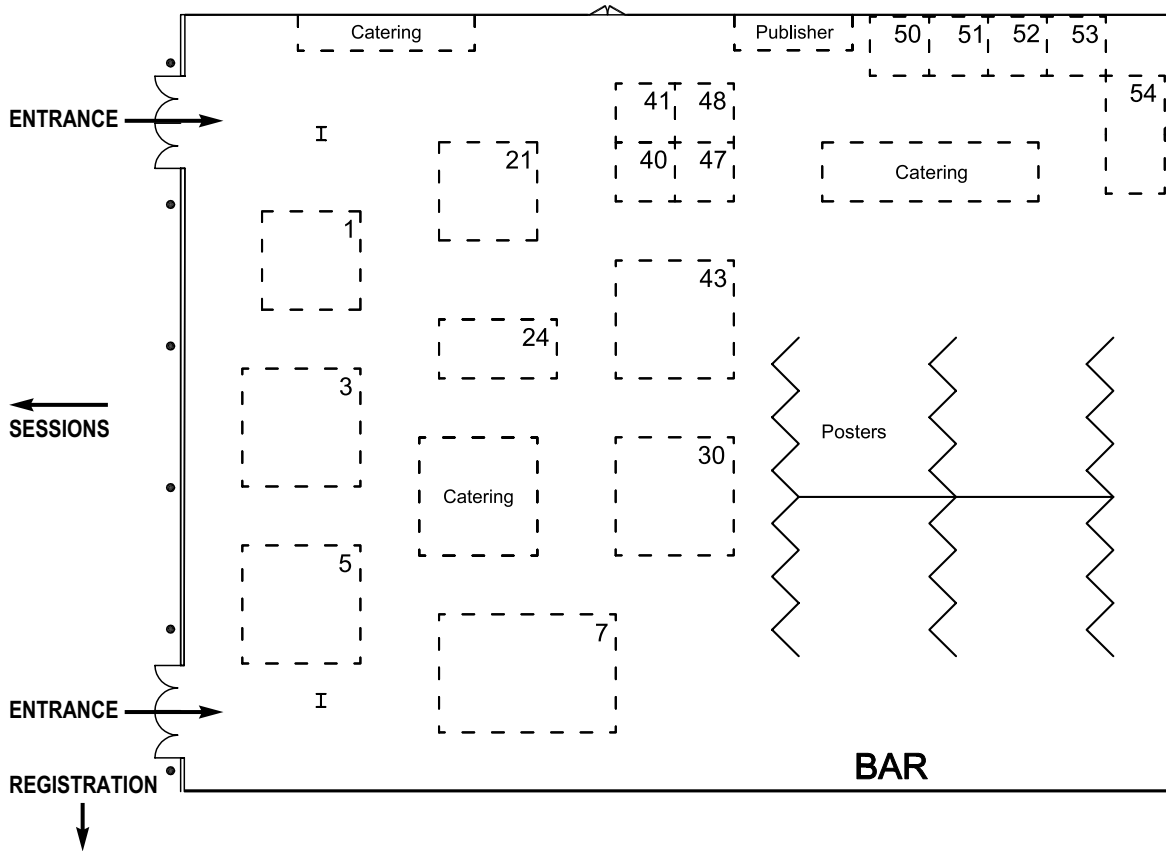 Catering
Publisher
50
51
52
53
54
41
48
ENTRANCE
21
40
47
Catering
1
43
24
3
SESSIONS
Posters
30
Catering
5
7
ENTRANCE
BAR
REGISTRATION